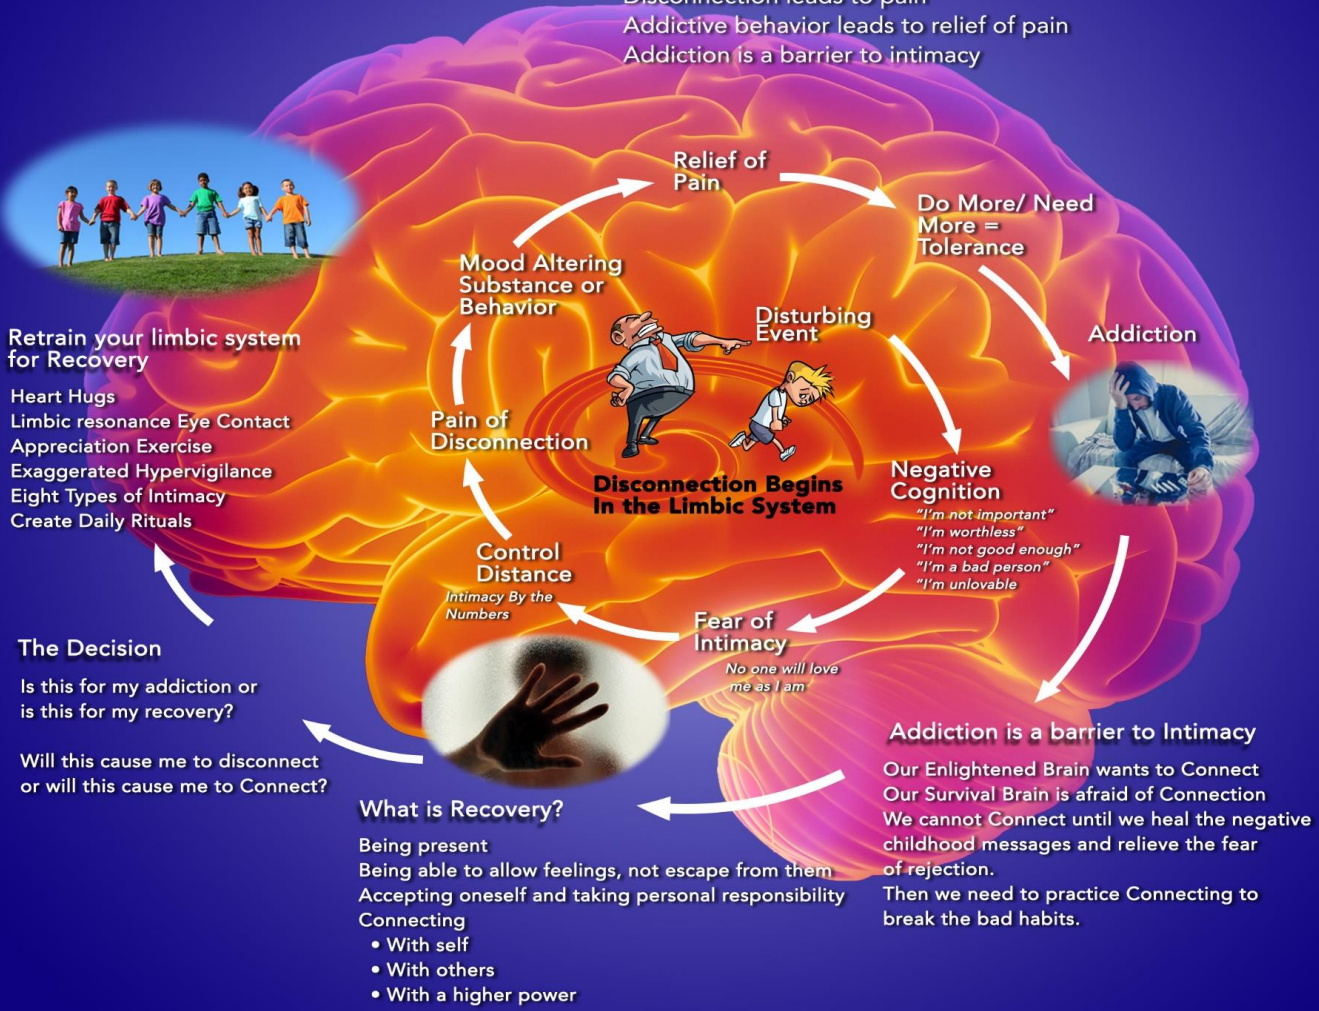 Disconnection leads to pain
Addictive behavior leads to relief of pain
Addiction is a barrier to intimacy
Relief of
Pain
Do More/ Need
More =
Tolerance
Mood Altering
Substance or
Behavior
Disturbing
Event
Addiction
Retrain your limbic system
for Recovery
Heart Hugs
Limbic resonance Eye Contact
Appreciation Exercise
Exaggerated Hypervigilance
Eight Types of Intimacy
Create Daily Rituals
Pain of
Disconnection
Disconnection Begins
In the Limbic System
Negative
Cognition
"I'm not important"
"I'm worthless"
"I'm not good enough"
"I'm a bad person"
"I'm unlovable
Control
Distance
Intimacy By the
Numbers
Fear of
Intimacy
No one will love
me as I am
The Decision
Is this for my addiction or
is this for my recovery?
Will this cause me to disconnect
or will this cause me to Connect?
Addiction is a barrier to Intimacy
Our Enlightened Brain wants to Connect
Our Survival Brain is afraid of Connection
We cannot Connect until we heal the negative
childhood messages and relieve the fear
of rejection.
Then we need to practice Connecting to
break the bad habits.
What is Recovery?
Being present
Being able to allow feelings, not escape from them
Accepting oneself and taking personal responsibility
Connecting
• With self
• With others
• With a higher power